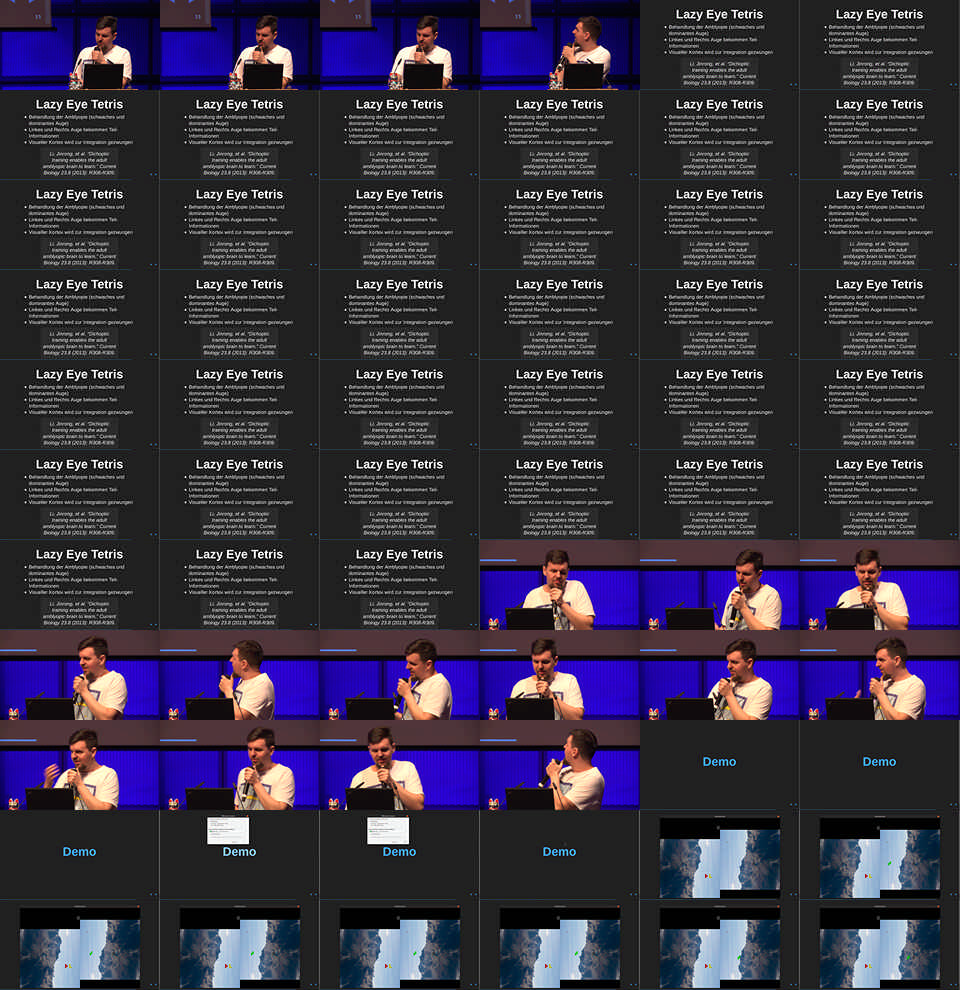 Lazy Eye Tetris
Behandlung der Amblyopie (schwaches und
dominantes Auge)
Linkes und Rechts Auge bekommen Teil-
Informationen
Visueller Kortex wird zur Integration gezwungen
Li, Jinrong, et al. "Dichoptic
training enables the adult
amblyopic brain to learn." Current
Biology 23.8 (2013): R308-R309.
Demo